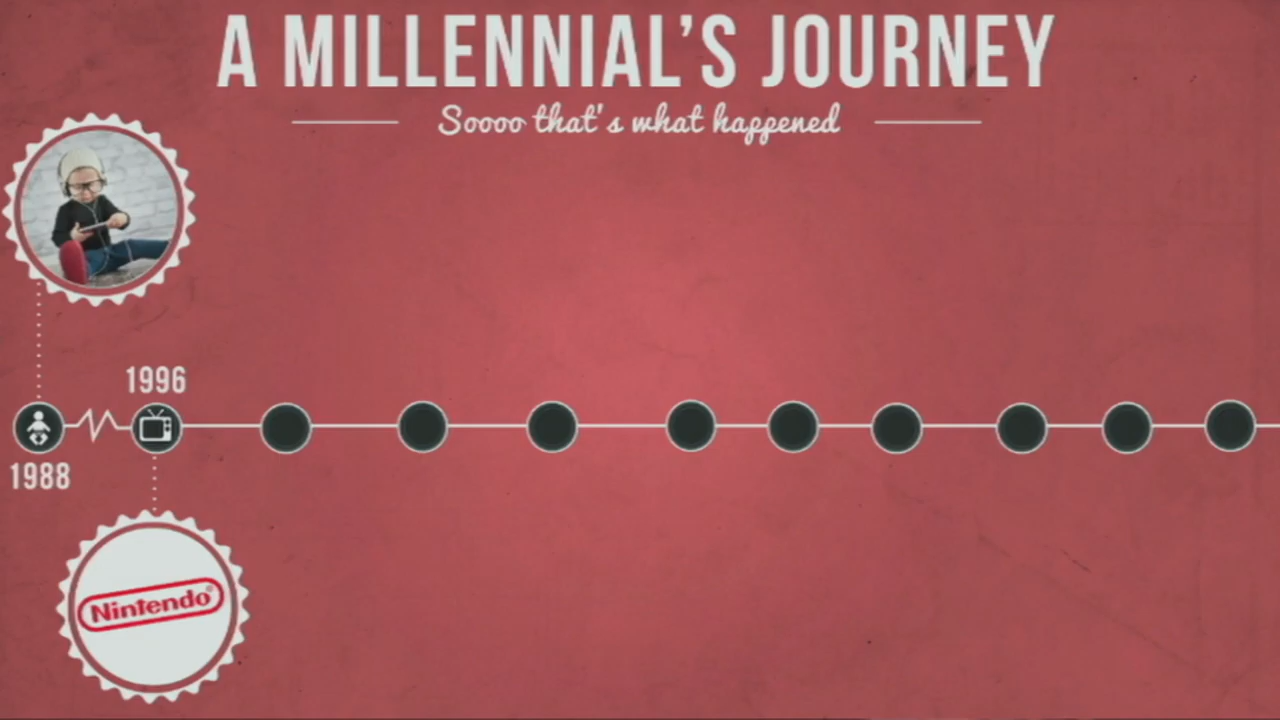 A MILLENNIAL'S JOURNEY
Soooo that's what happened
1996
1988
Nintendo®